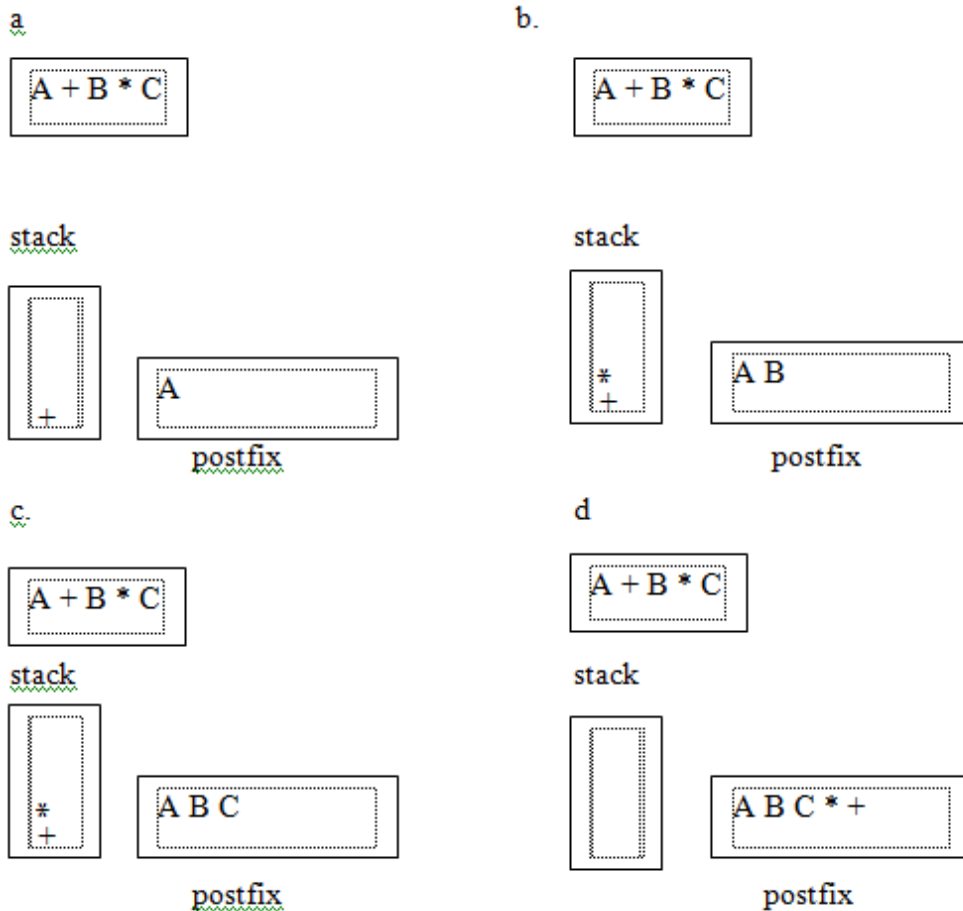 a
A + B * C
stack
+
A
postfix
b.
A + B * C
stack
*
+
A B
postfix
c.
A + B * C
stack
*
+
A B C
postfix
d
A + B * C
stack
A B C * +
postfix